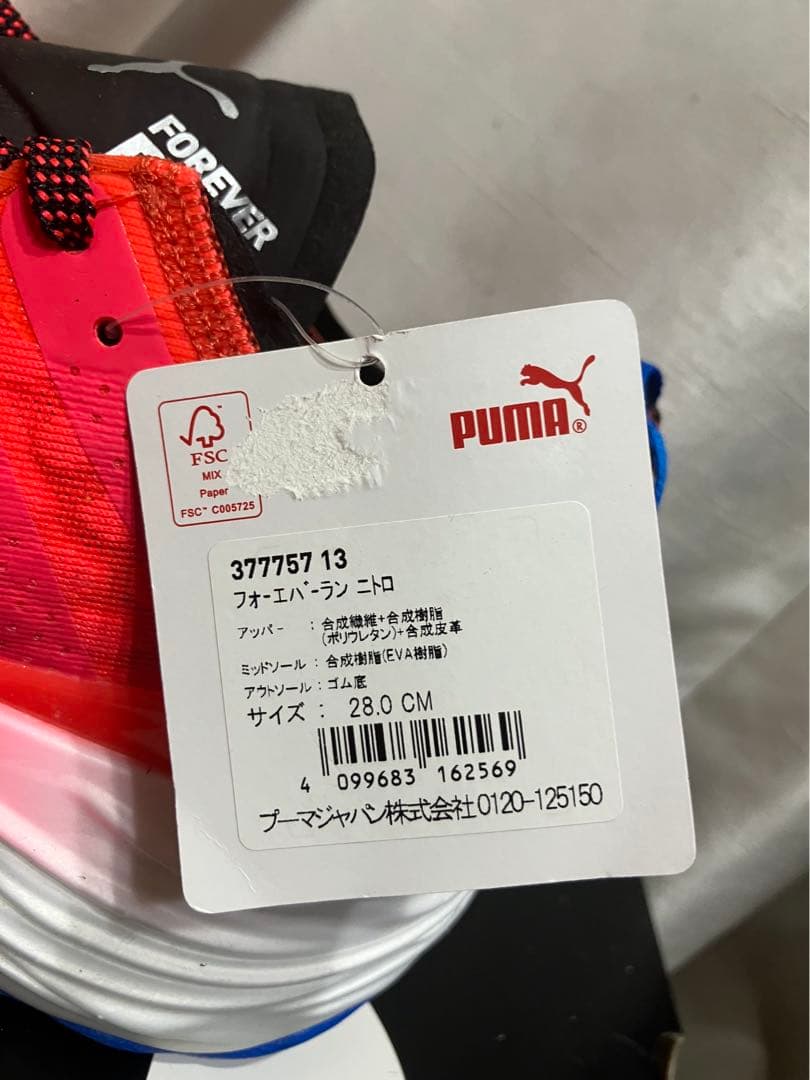 FOREVER
FSC
MIX
Paper
FSC™ C005725
PUMA®
377757 13
フォーエバーラン ニトロ
アッパー : 合成繊維+合成樹脂
(ポリウレタン)+合成皮革
ミッドソール : 合成樹脂(EVA樹脂)
アウトソール : ゴム底
サイズ : 28.0 CM
4 099683 162569
プーマジャパン株式会社 0120-125150